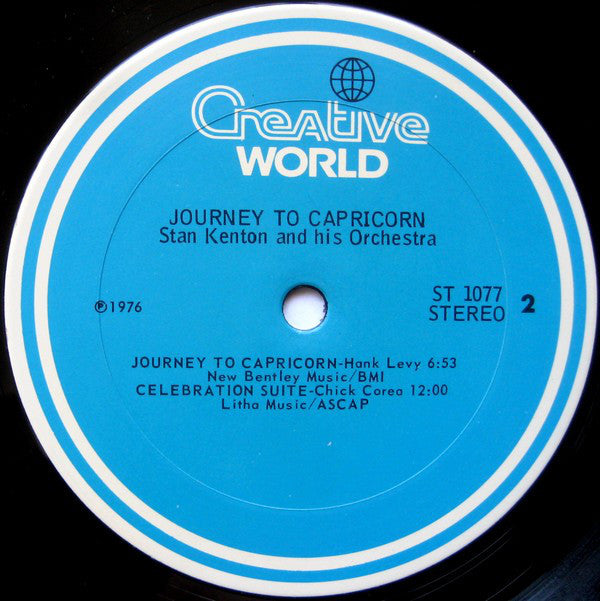 Creative
WORLD
JOURNEY TO CAPRICORN
Stan Kenton and his Orchestra
℗1976
ST 1077
STEREO 2
JOURNEY TO CAPRICORN-Hank Levy 6:53
New Bentley Music/BMI
CELEBRATION SUITE-Chick Corea 12:00
Litha Music/ASCAP